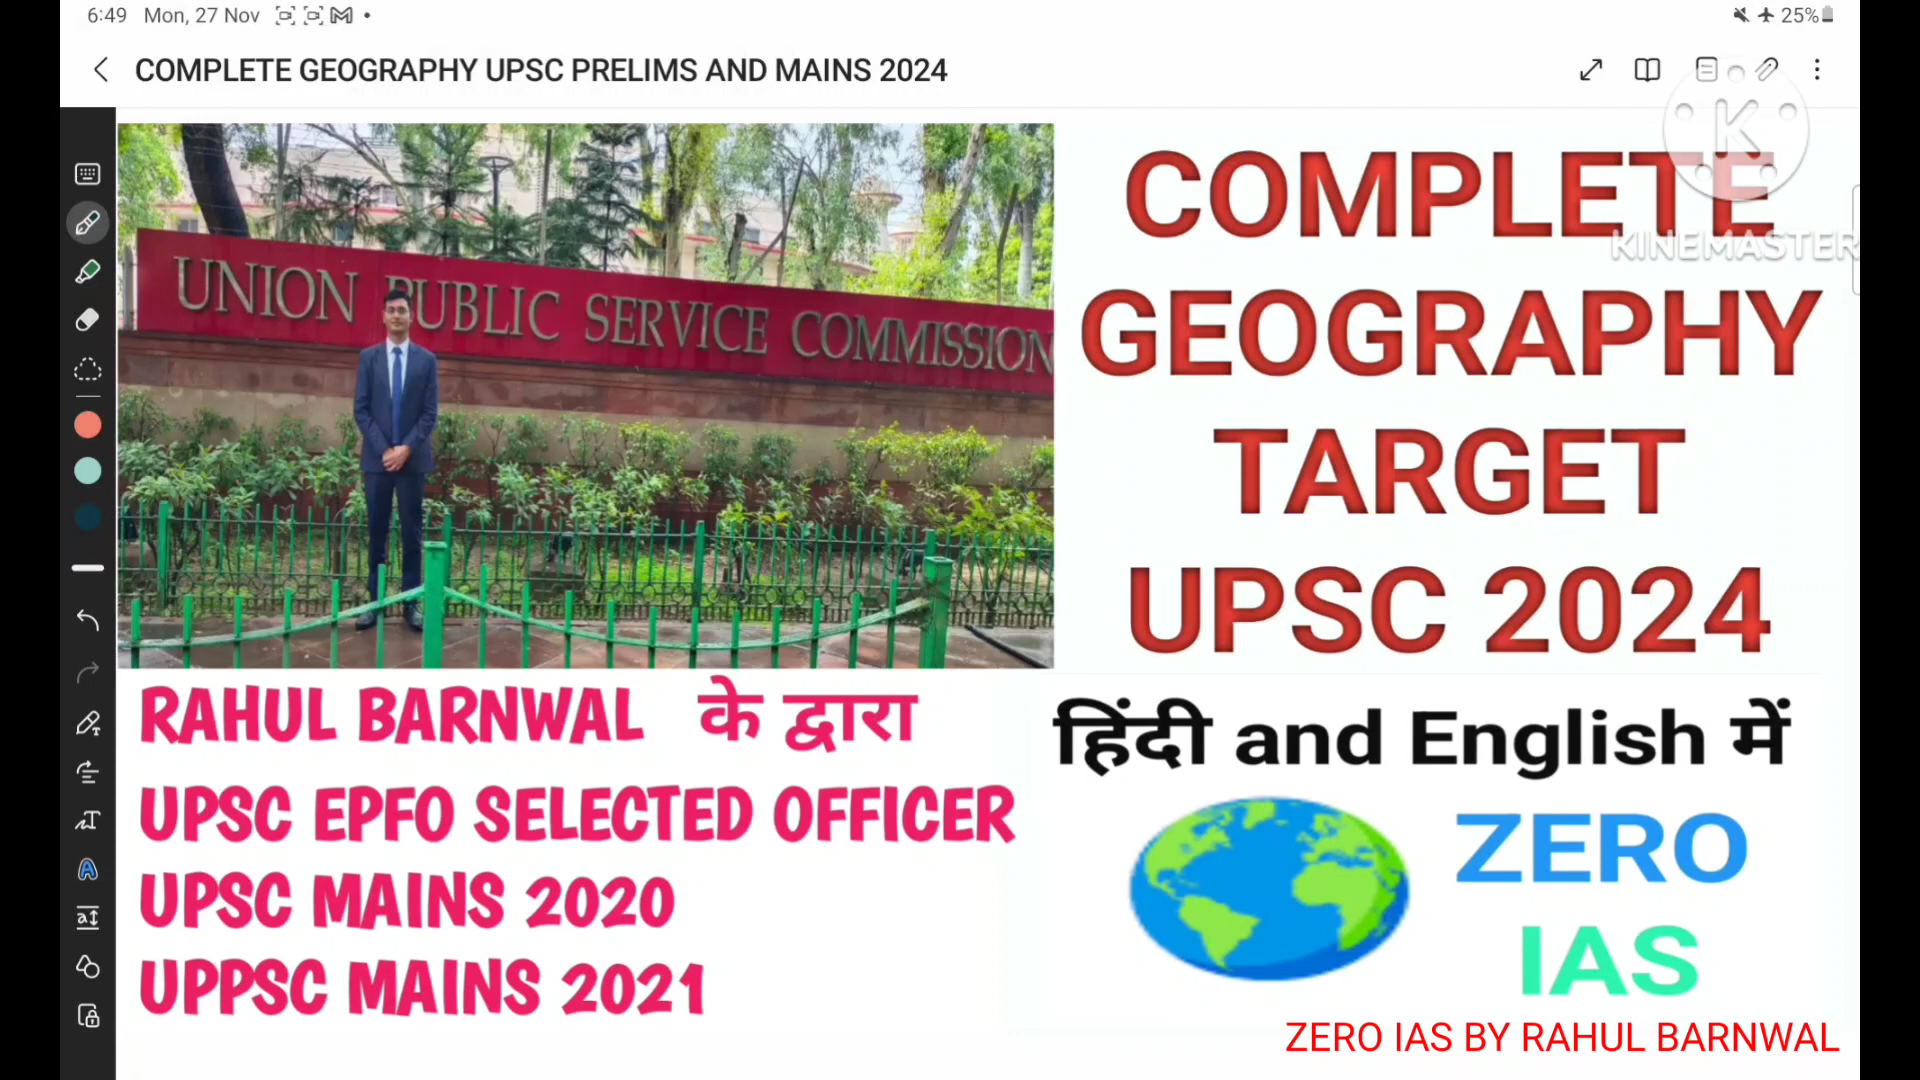 6:49 Mon, 27 Nov
25%
COMPLETE GEOGRAPHY UPSC PRELIMS AND MAINS 2024
UNION PUBLIC SERVICE COMMISSION
COMPLETE
GEOGRAPHY
TARGET
UPSC 2024
K
KINEMASTER
RAHUL BARNWAL के द्वारा
UPSC EPFO SELECTED OFFICER
UPSC MAINS 2020
UPPSC MAINS 2021
हिंदी and English में
ZERO
IAS
ZERO IAS BY RAHUL BARNWAL